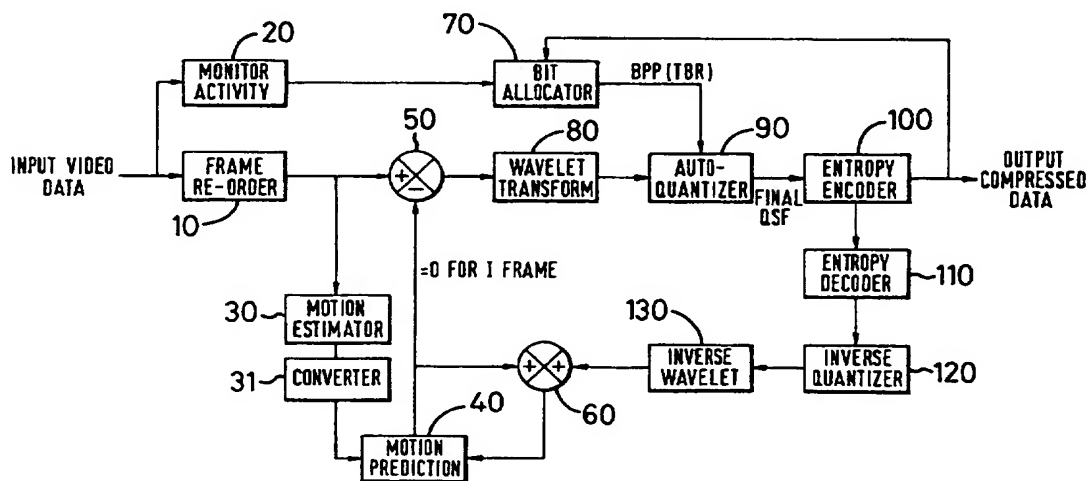 20
MONITOR
ACTIVITY
70
BIT
ALLOCATOR
BPP (TBR)
INPUT VIDEO
DATA
FRAME
RE-ORDER
10
50
+
−
80
WAVELET
TRANSFORM
90
AUTO-
QUANTIZER
FINAL
QSF
100
ENTROPY
ENCODER
OUTPUT
COMPRESSED
DATA
=0 FOR I FRAME
ENTROPY
DECODER
110
30
MOTION
ESTIMATOR
31
CONVERTER
40
MOTION
PREDICTION
+ +
60
130
INVERSE
WAVELET
INVERSE
QUANTIZER
120